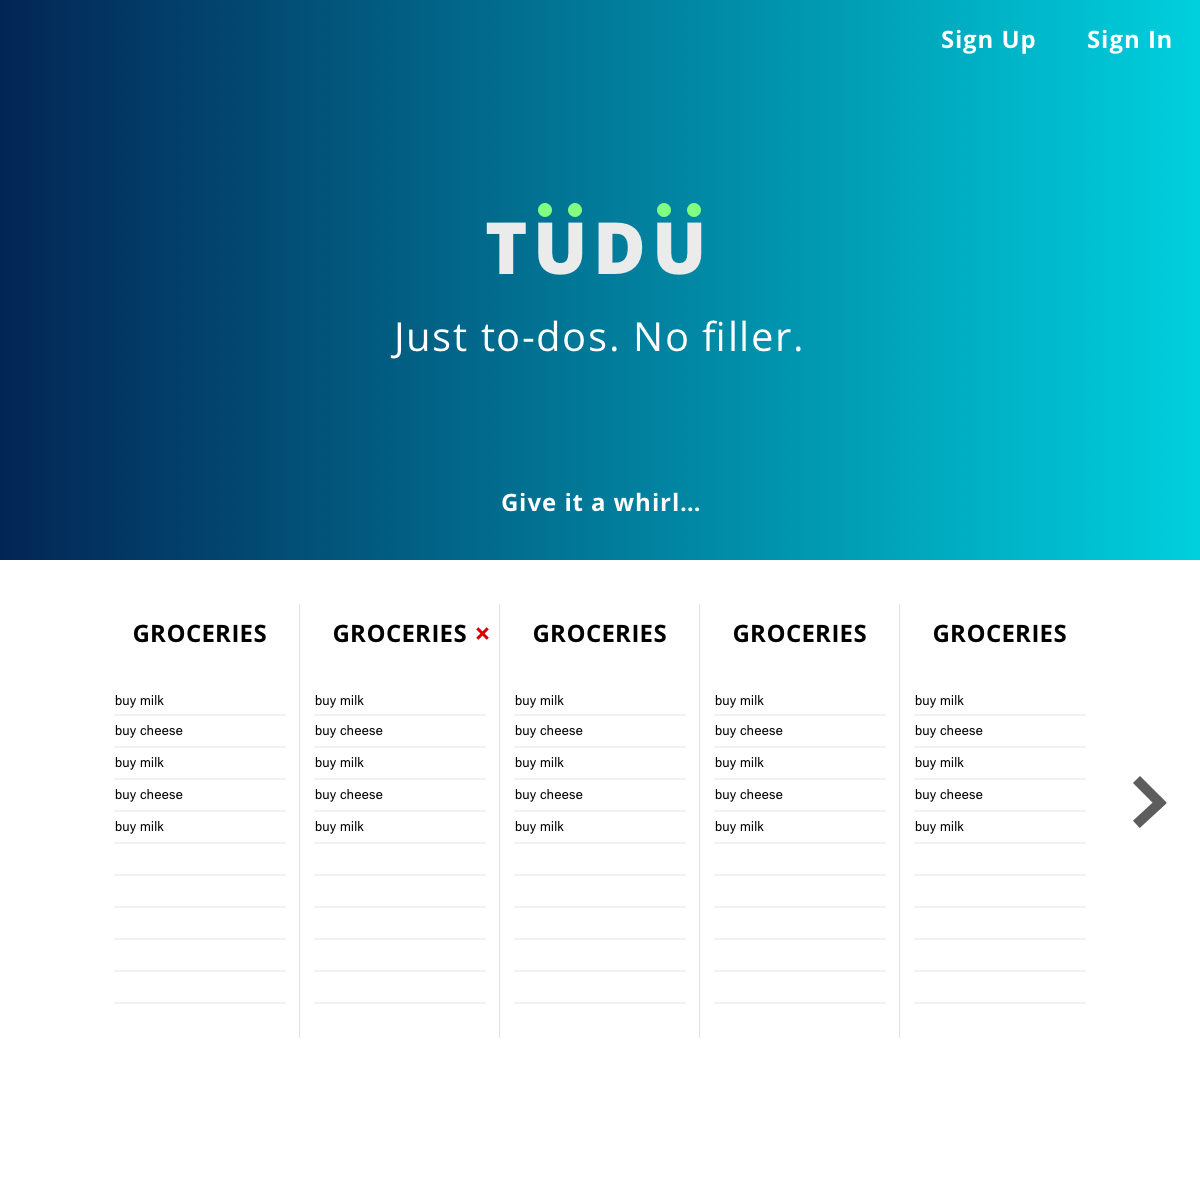 Sign Up Sign In
TÜDÜ
Just to-dos. No filler.
Give it a whirl...
GROCERIES GROCERIES × GROCERIES GROCERIES GROCERIES
buy milk buy milk buy milk buy milk buy milk
buy cheese buy cheese buy cheese buy cheese buy cheese
buy milk buy milk buy milk buy milk buy milk
buy cheese buy cheese buy cheese buy cheese buy cheese
buy milk buy milk buy milk buy milk buy milk